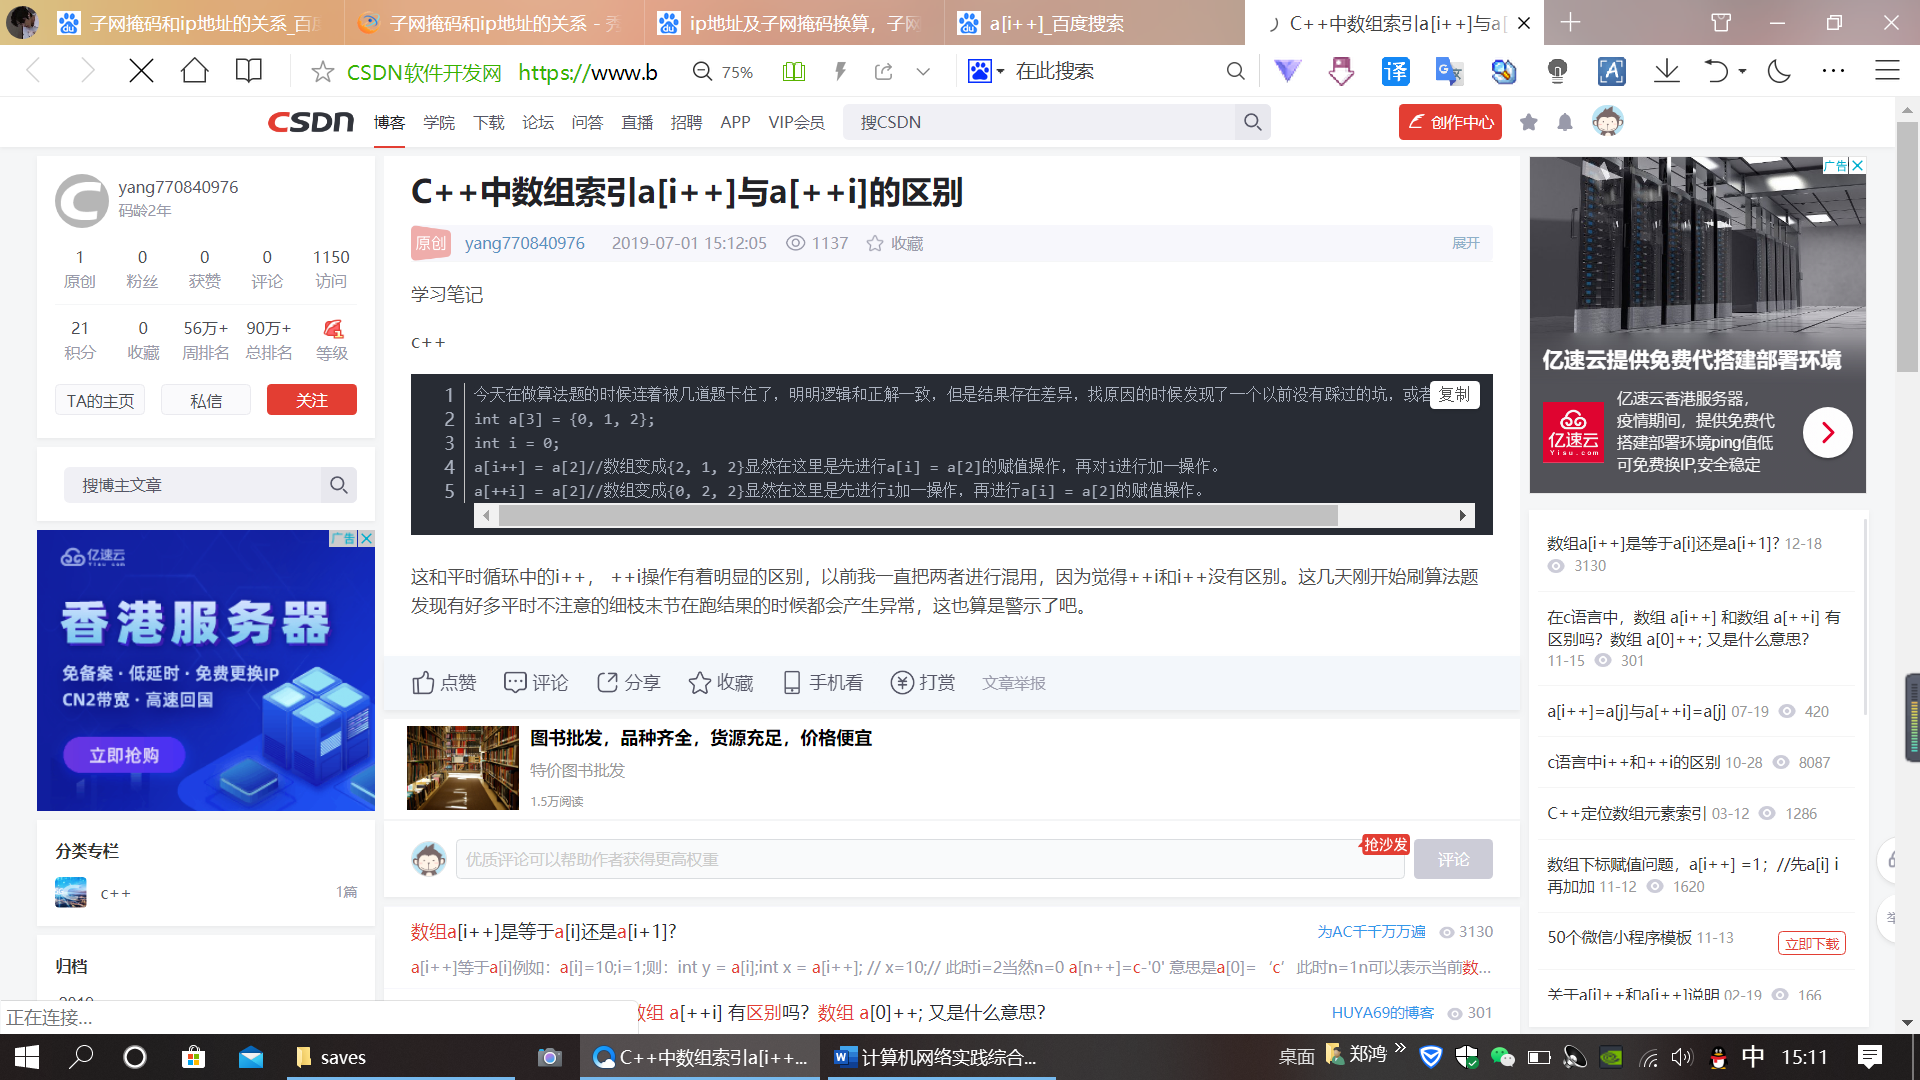 子网掩码和ip地址的关系_百度
子网掩码和ip地址的关系 - 秀
ip地址及子网掩码换算，子网
a[i++]_百度搜索
C++中数组索引a[i++]与a[
CSDN软件开发网 https://www.b
75%
在此搜索
译
CSDN 博客 学院 下载 论坛 问答 直播 招聘 APP VIP会员
搜CSDN
创作中心
yang770840976
码龄2年
1 0 0 0 1150
原创 粉丝 获赞 评论 访问
21 0 56万+ 90万+
积分 收藏 周排名 总排名 等级
TA的主页 私信 关注
搜博主文章
广告
亿速云
Yisu.com
香港服务器
免备案·低延时·免费更换IP
CN2带宽·高速回国
立即抢购
分类专栏
c++ 1篇
归档
正在连接...
C++中数组索引a[i++]与a[++i]的区别
原创 yang770840976 2019-07-01 15:12:05 1137 收藏 展开
学习笔记
c++
1 今天在做算法题的时候连着被几道题卡住了，明明逻辑和正解一致，但是结果存在差异，找原因的时候发现了一个以前没有踩过的坑，或者
复制
2 int a[3] = {0, 1, 2};
3 int i = 0;
4 a[i++] = a[2]//数组变成{2, 1, 2}显然在这里是先进行a[i] = a[2]的赋值操作，再对i进行加一操作。
5 a[++i] = a[2]//数组变成{0, 2, 2}显然在这里是先进行i加一操作，再进行a[i] = a[2]的赋值操作。
这和平时循环中的i++， ++i操作有着明显的区别，以前我一直把两者进行混用，因为觉得++i和i++没有区别。这几天刚开始刷算法题
发现有好多平时不注意的细枝末节在跑结果的时候都会产生异常，这也算是警示了吧。
点赞 评论 分享 收藏 手机看 打赏 文章举报
图书批发，品种齐全，货源充足，价格便宜
特价图书批发
1.5万阅读
优质评论可以帮助作者获得更高权重
抢沙发
评论
数组a[i++]是等于a[i]还是a[i+1]? 为AC千千万万遍 3130
a[i++]等于a[i]例如：a[i]=10;i=1;则：int y = a[i];int x = a[i++]; // x=10;// 此时i=2当然n=0 a[n++]=c-'0' 意思是a[0]=‘c’此时n=1n可以表示当前数...
数组 a[++i] 有区别吗？数组 a[0]++; 又是什么意思? HUYA69的博客 301
广告
亿速云提供免费代搭建部署环境
亿速云
Yisu.com
亿速云香港服务器，
疫情期间，提供免费代
搭建部署环境ping值低
可免费换IP,安全稳定
数组a[i++]是等于a[i]还是a[i+1]? 12-18
3130
在c语言中，数组 a[i++] 和数组 a[++i] 有
区别吗？数组 a[0]++; 又是什么意思?
11-15 301
a[i++]=a[j]与a[++i]=a[j] 07-19 420
c语言中i++和++i的区别 10-28 8087
C++定位数组元素索引 03-12 1286
数组下标赋值问题，a[i++] =1；//先a[i] i
再加加 11-12 1620
50个微信小程序模板 11-13 立即下载
关于a[i]++和a[i++]说明 02-19 166
saves
C++中数组索引a[i++...
计算机网络实践综合...
桌面 郑鸿 中 15:11